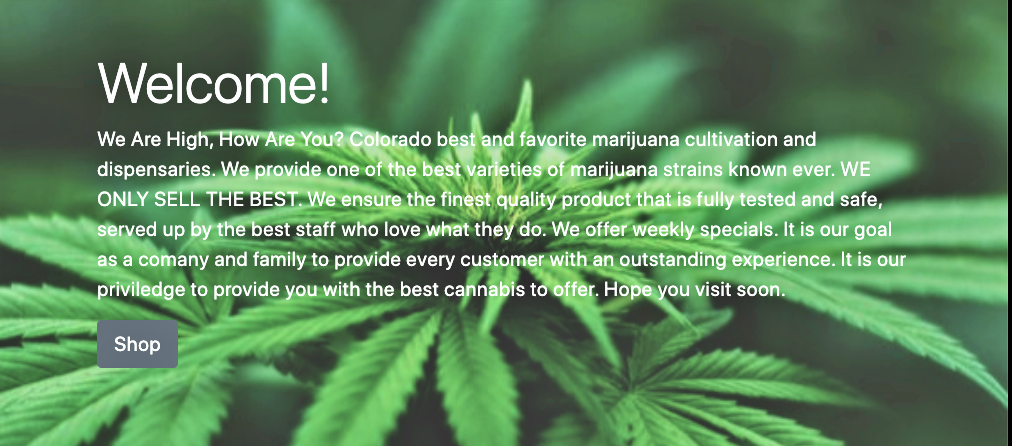 Welcome!
We Are High, How Are You? Colorado best and favorite marijuana cultivation and
dispensaries. We provide one of the best varieties of marijuana strains known ever. WE
ONLY SELL THE BEST. We ensure the finest quality product that is fully tested and safe,
served up by the best staff who love what they do. We offer weekly specials. It is our goal
as a comany and family to provide every customer with an outstanding experience. It is our
priviledge to provide you with the best cannabis to offer. Hope you visit soon.
Shop